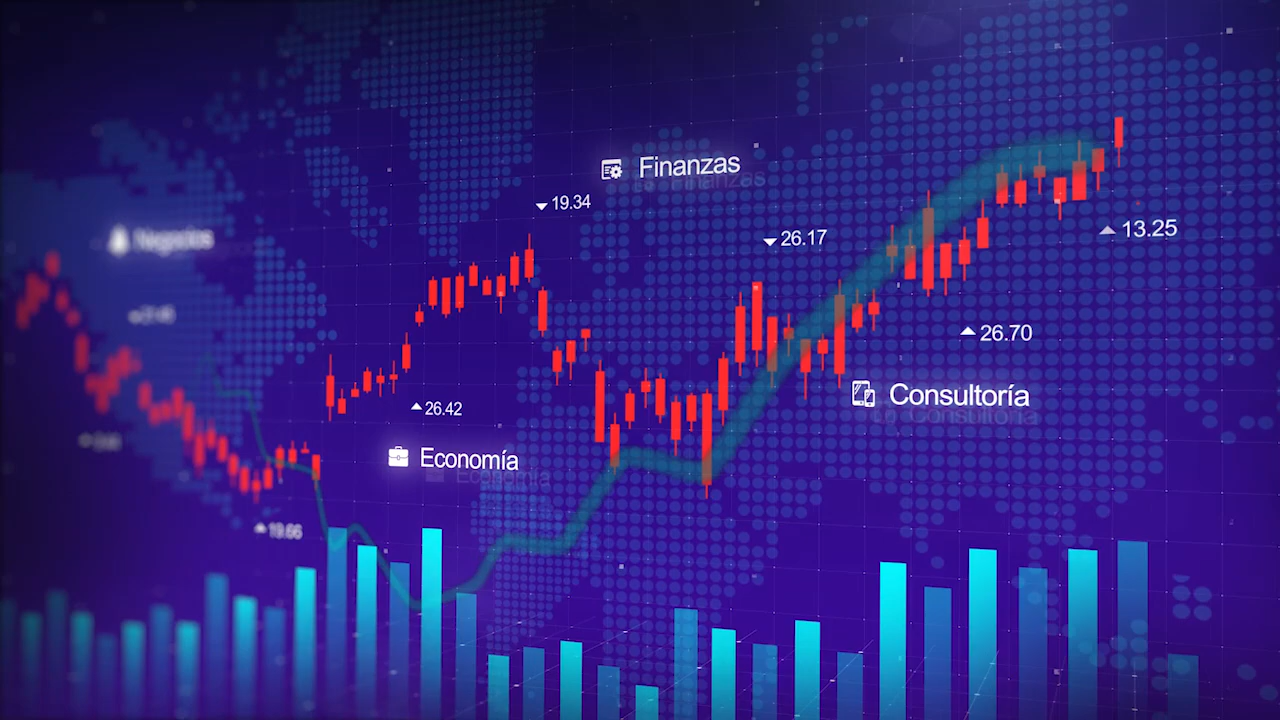 Finanzas
19.34
26.17
13.25
Negocios
26.70
Consultoría
26.42
Economía
19.66